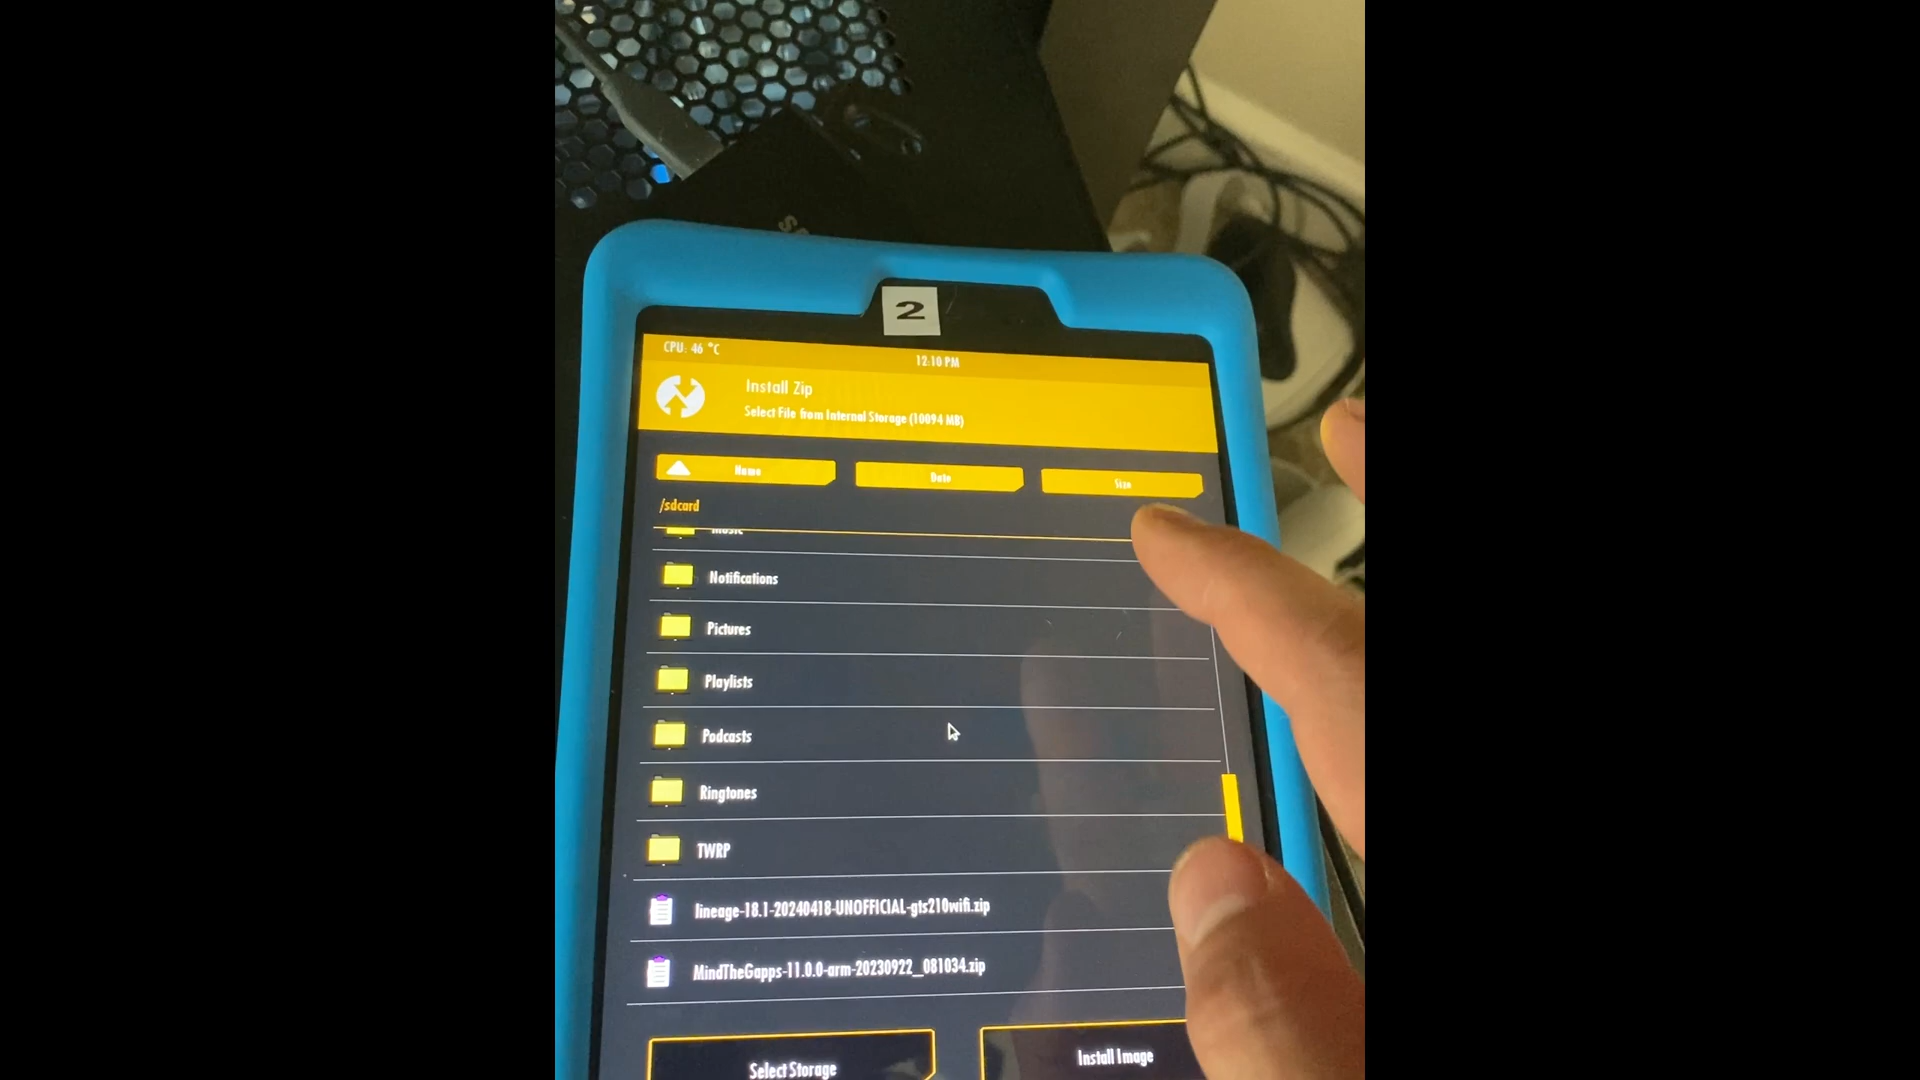 2
CPU: 46 °C
12:10 PM
Install Zip
Select File from Internal Storage (10094 MB)
Name
Date
Size
/sdcard
Music
Notifications
Pictures
Playlists
Podcasts
Ringtones
TWRP
lineage-18.1-20240418-UNOFFICIAL-gts210wifi.zip
MindTheGapps-11.0.0-arm-20230922_081034.zip
Select Storage
Install Image